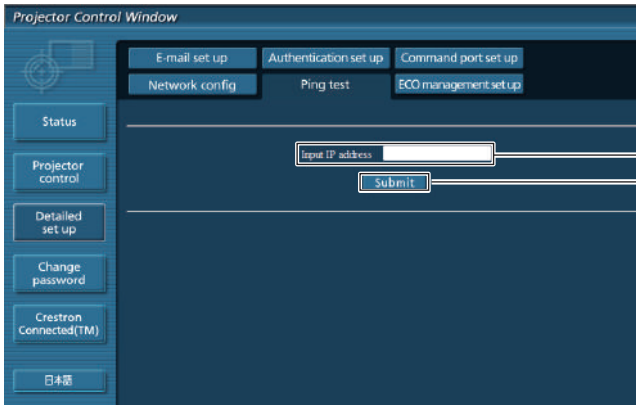 Projector Control Window
E-mail set up
Authentication set up
Command port set up
Network config
Ping test
ECO management set up
Status
Projector
control
Detailed
set up
Change
password
Crestron
Connected(TM)
日本語
Input IP address
Submit